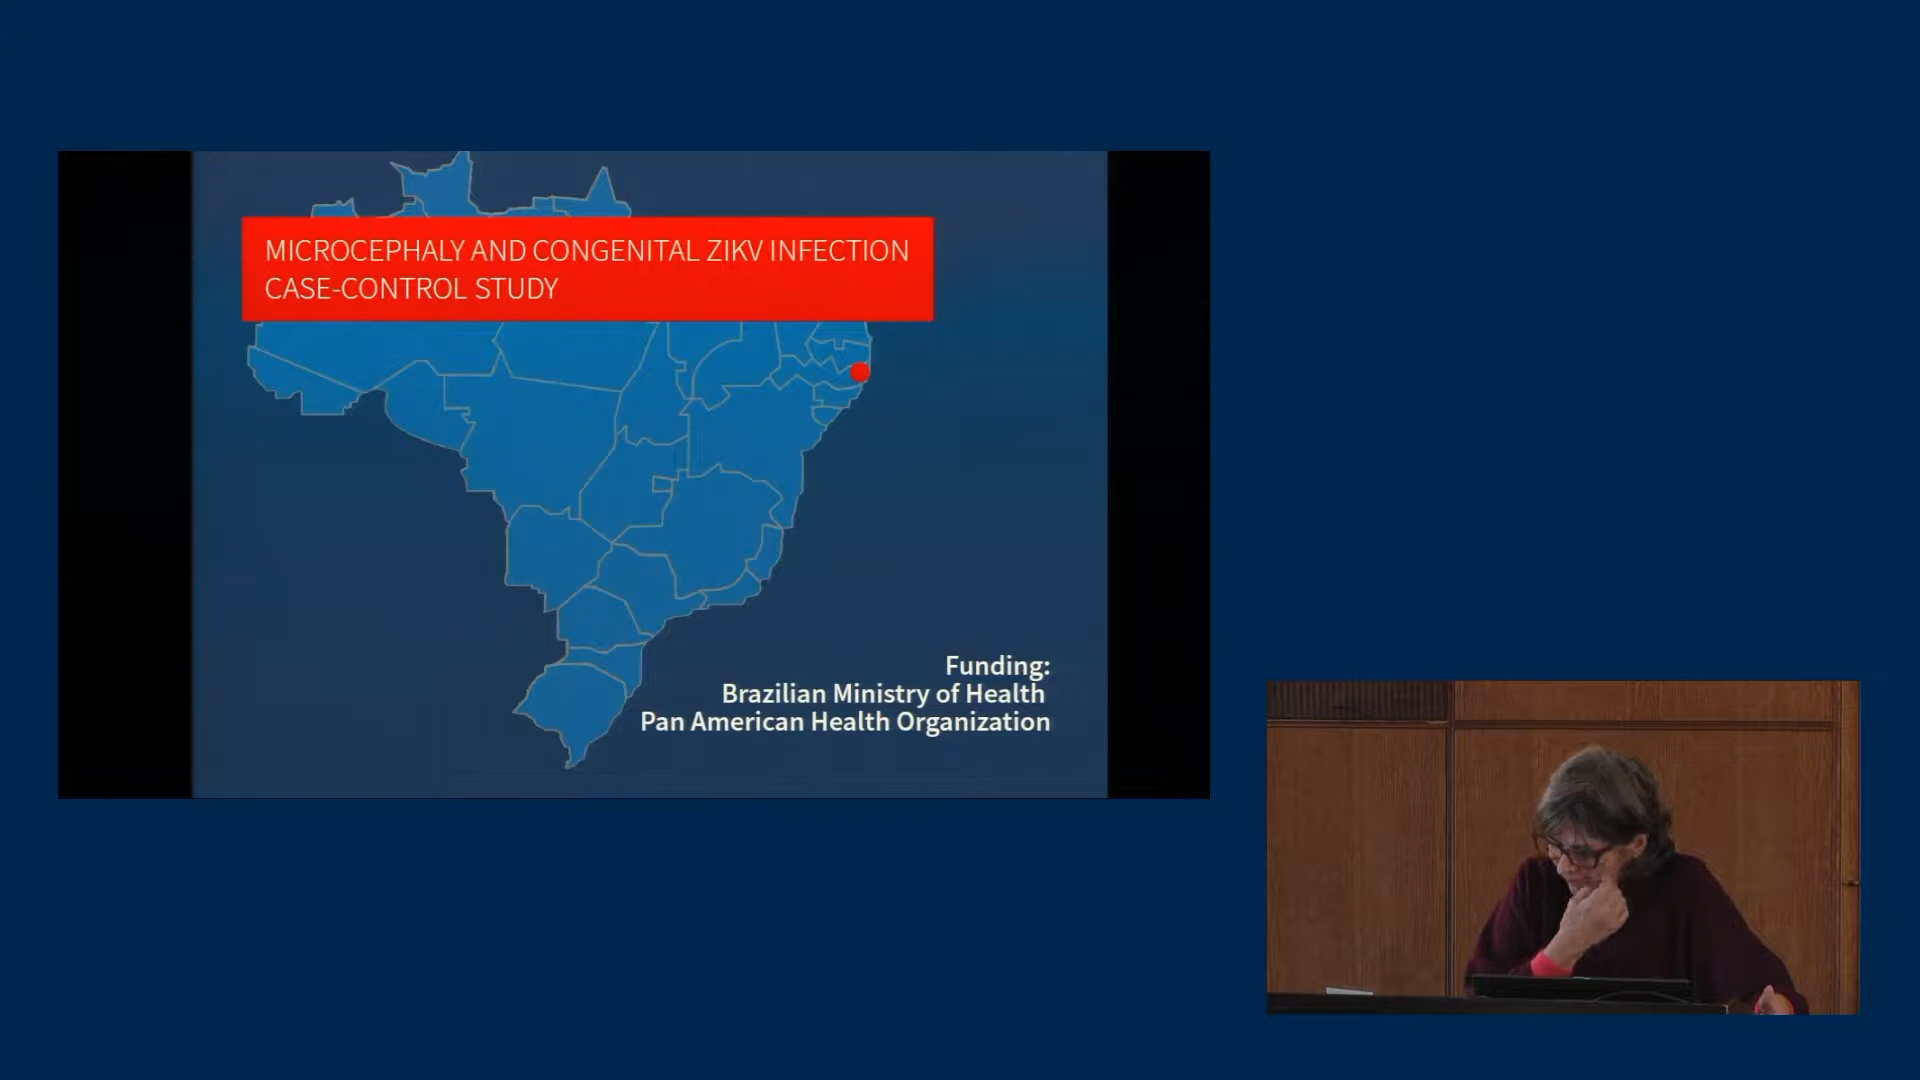 MICROCEPHALY AND CONGENITAL ZIKV INFECTION
CASE-CONTROL STUDY
Funding:
Brazilian Ministry of Health
Pan American Health Organization